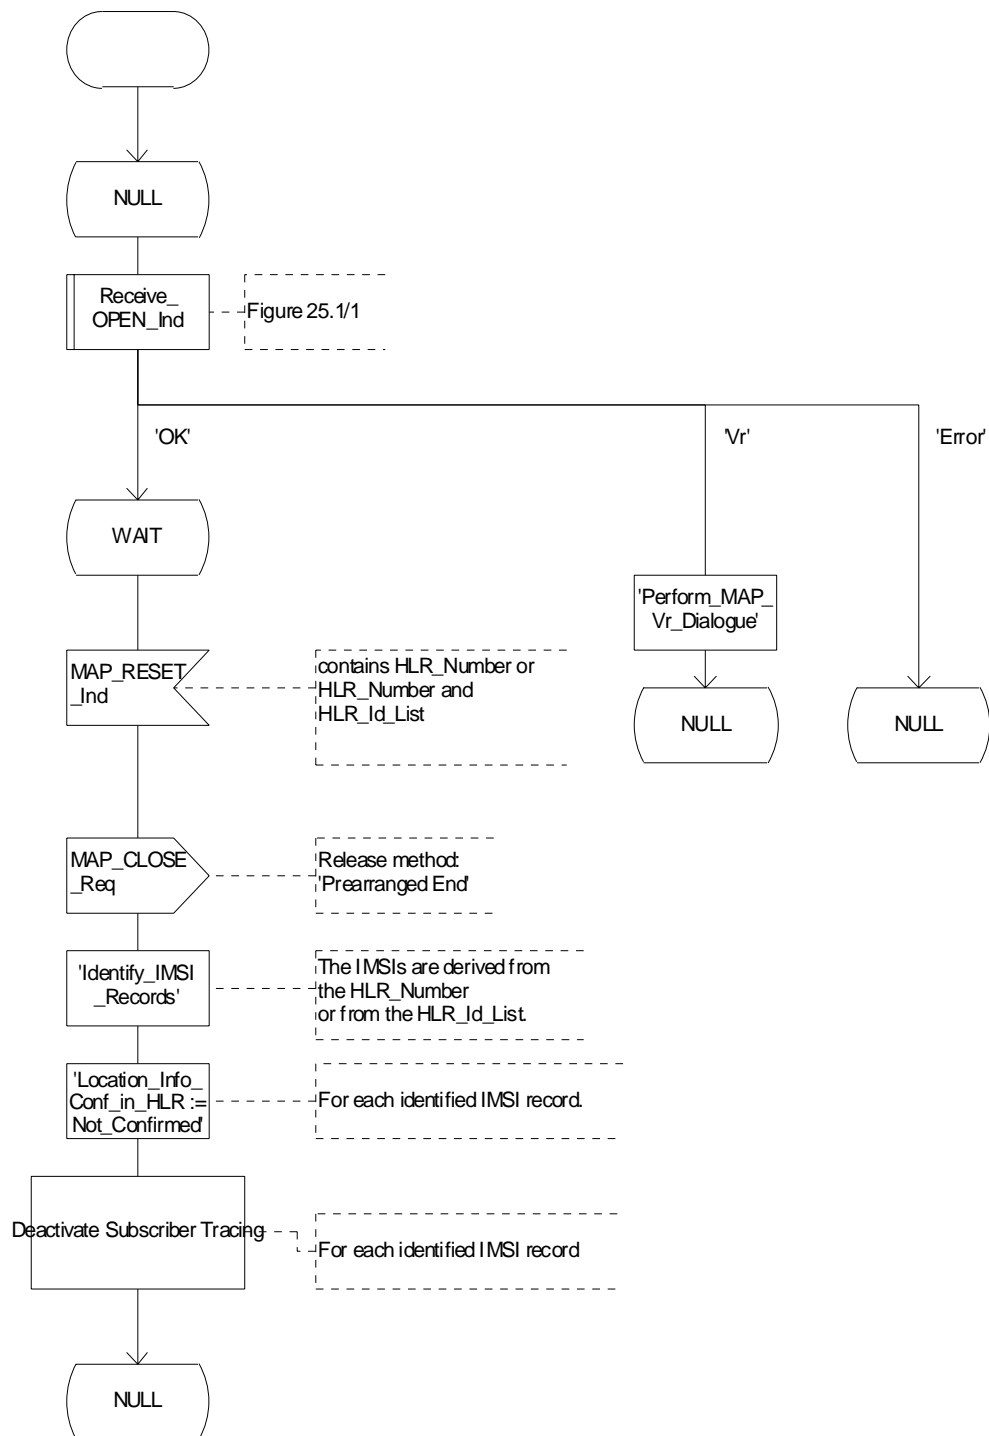 NULL
Receive_
OPEN_Ind
Figure 25.1/1
'OK'
'Vr'
'Error'
WAIT
'Perform_MAP_
Vr_Dialogue'
MAP_RESET
_Ind
contains HLR_Number or
HLR_Number and
HLR_Id_List
NULL
NULL
MAP_CLOSE
_Req
Release method:
'Prearranged End'
'Identify_IMSI
_Records'
The IMSIs are derived from
the HLR_Number
or from the HLR_Id_List.
'Location_Info_
Conf_in_HLR :=
Not_Confirmed'
For each identified IMSI record.
Deactivate Subscriber Tracing
For each identified IMSI record
NULL